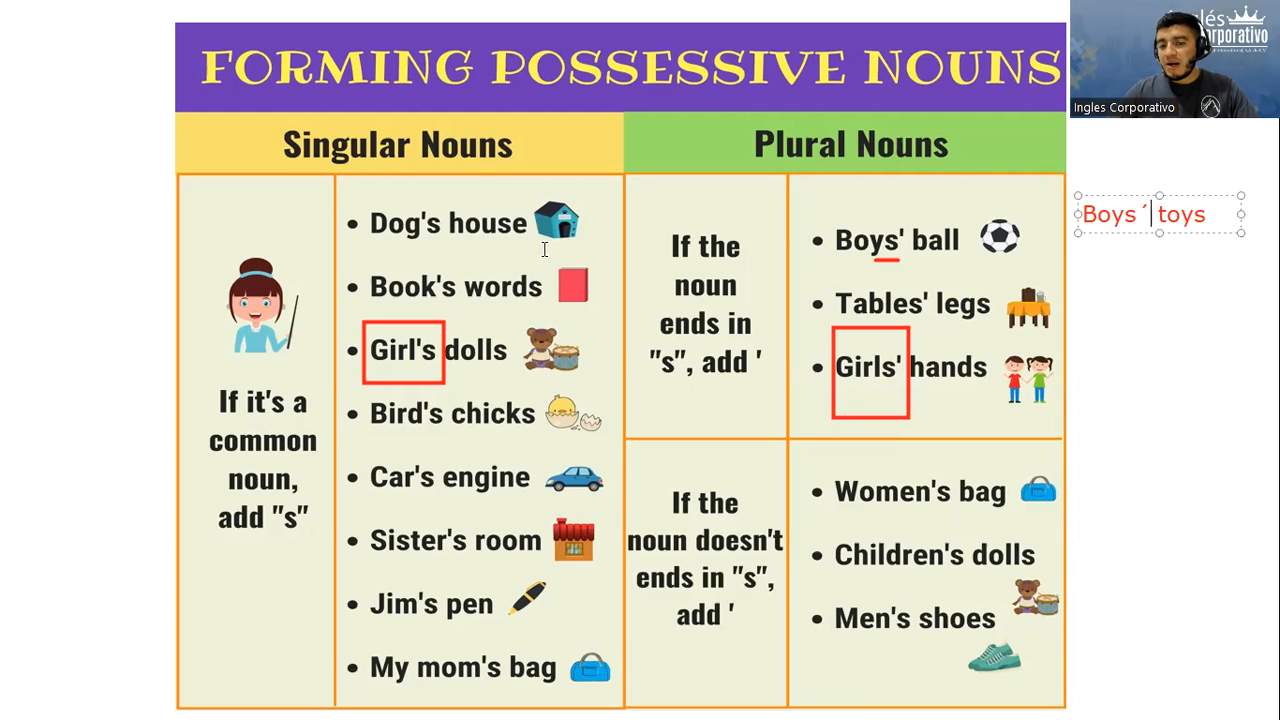 FORMING POSSESSIVE NOUNS
Singular Nouns
Plural Nouns
If it's a
common
noun,
add "s"
• Dog's house
• Book's words
• Girl's dolls
• Bird's chicks
• Car's engine
• Sister's room
• Jim's pen
• My mom's bag
If the
noun
ends in
"s", add '
• Boys' ball
• Tables' legs
• Girls' hands
If the
noun doesn't
ends in "s",
add '
• Women's bag
• Children's dolls
• Men's shoes
Inglés
Corporativo
Ingles Corporativo
Boys´ toys